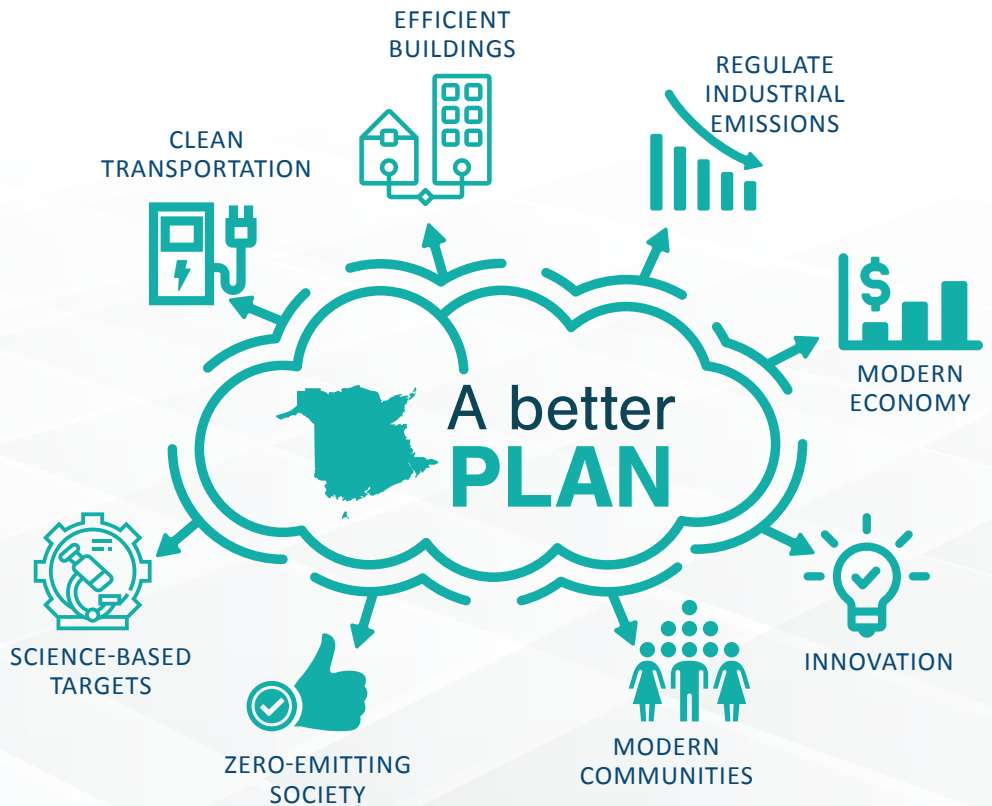 EFFICIENT
BUILDINGS
REGULATE
INDUSTRIAL
EMISSIONS
CLEAN
TRANSPORTATION
$
MODERN
ECONOMY
A better
PLAN
SCIENCE-BASED
TARGETS
INNOVATION
ZERO-EMITTING
SOCIETY
MODERN
COMMUNITIES